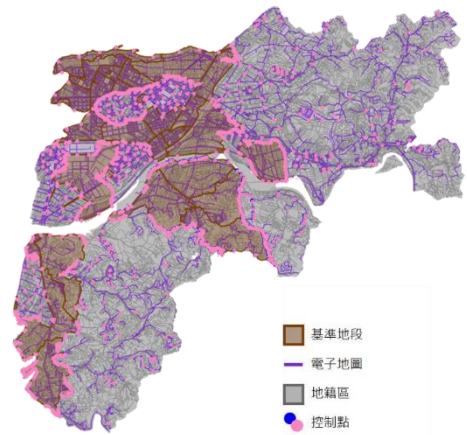 基準地段
電子地圖
地籍區
控制點